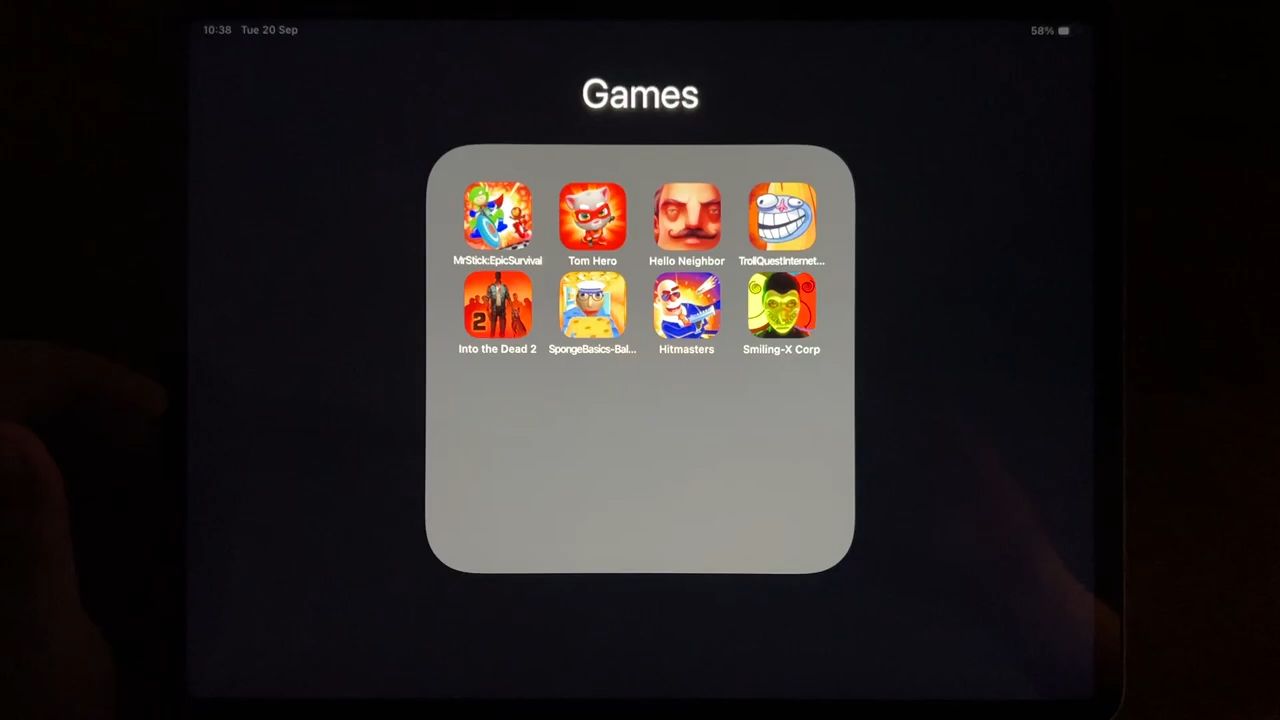 10:38 Tue 20 Sep 58%
Games
MrStick:EpicSurvival Tom Hero Hello Neighbor TrollQuestInternet...
2
Into the Dead 2 SpongeBasics-Bal... Hitmasters Smiling-X Corp